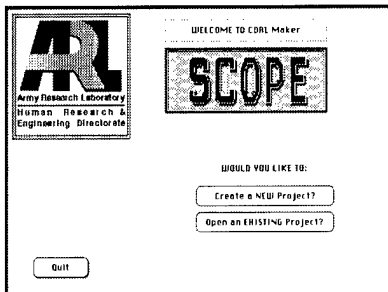 ARL
Army Research Laboratory
Human Research &
Engineering Directorate
WELCOME TO CDRL Maker
SCOPE
WOULD YOU LIKE TO:
Create a NEW Project?
Open an EXISTING Project?
Quit